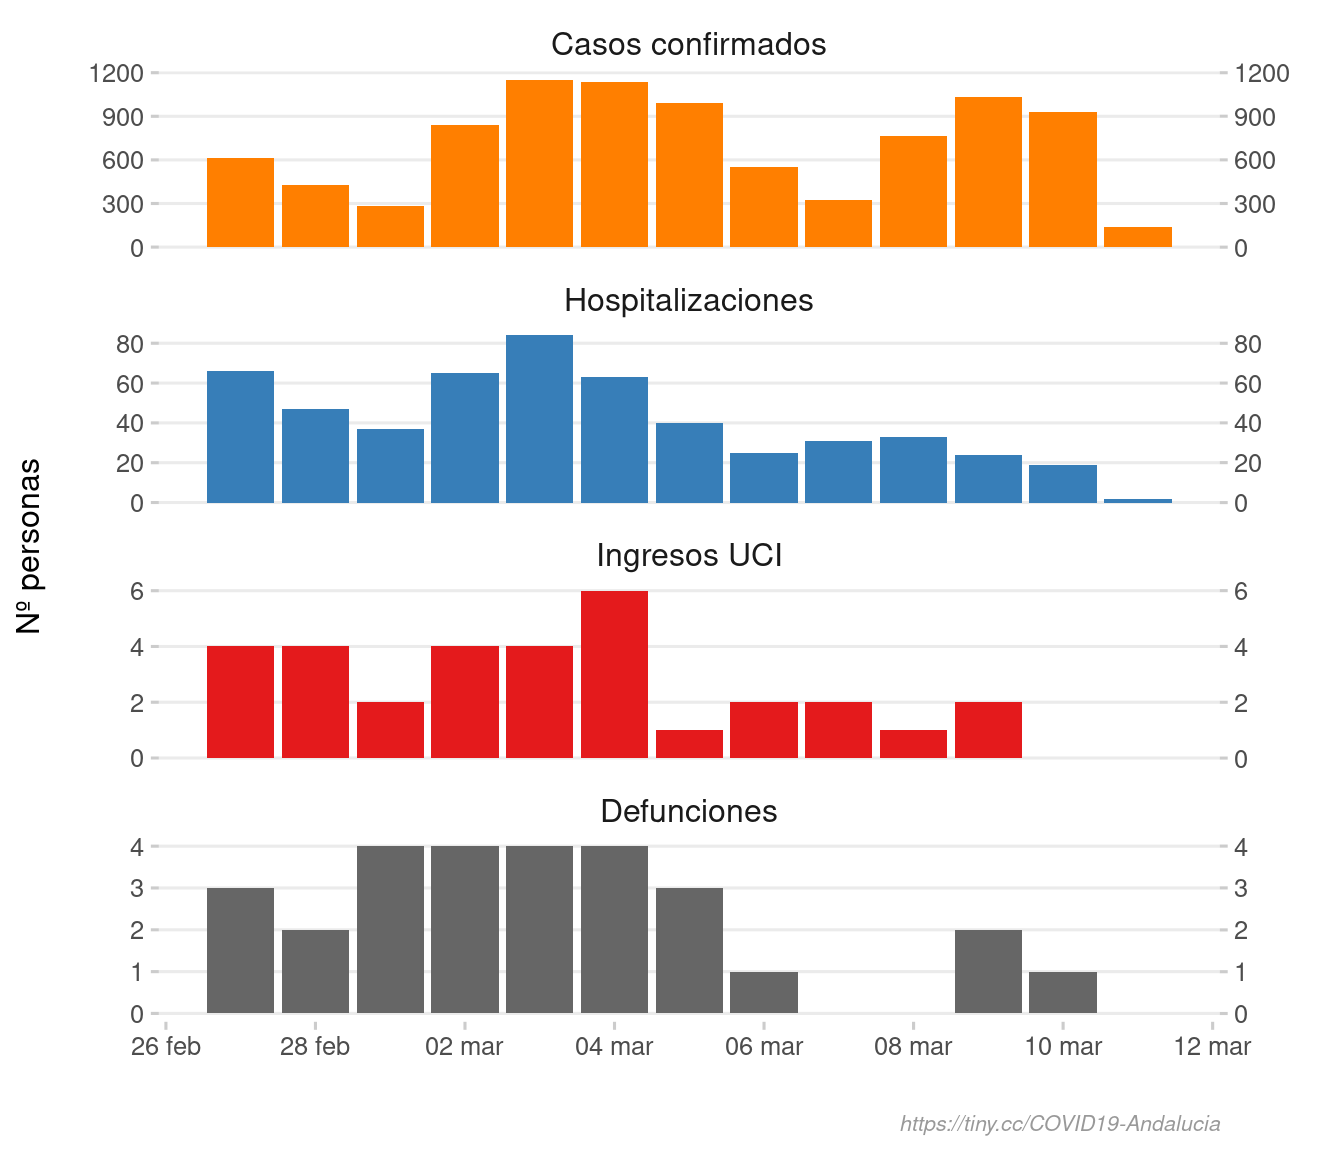 Casos confirmados
1200 1200
900 900
600 600
300 300
0 0
Hospitalizaciones
80 80
60 60
40 40
20 20
0 0
Nº personas
Ingresos UCI
6 6
4 4
2 2
0 0
Defunciones
4 4
3 3
2 2
1 1
0 0
26 feb 28 feb 02 mar 04 mar 06 mar 08 mar 10 mar 12 mar
https://tiny.cc/COVID19-Andalucia